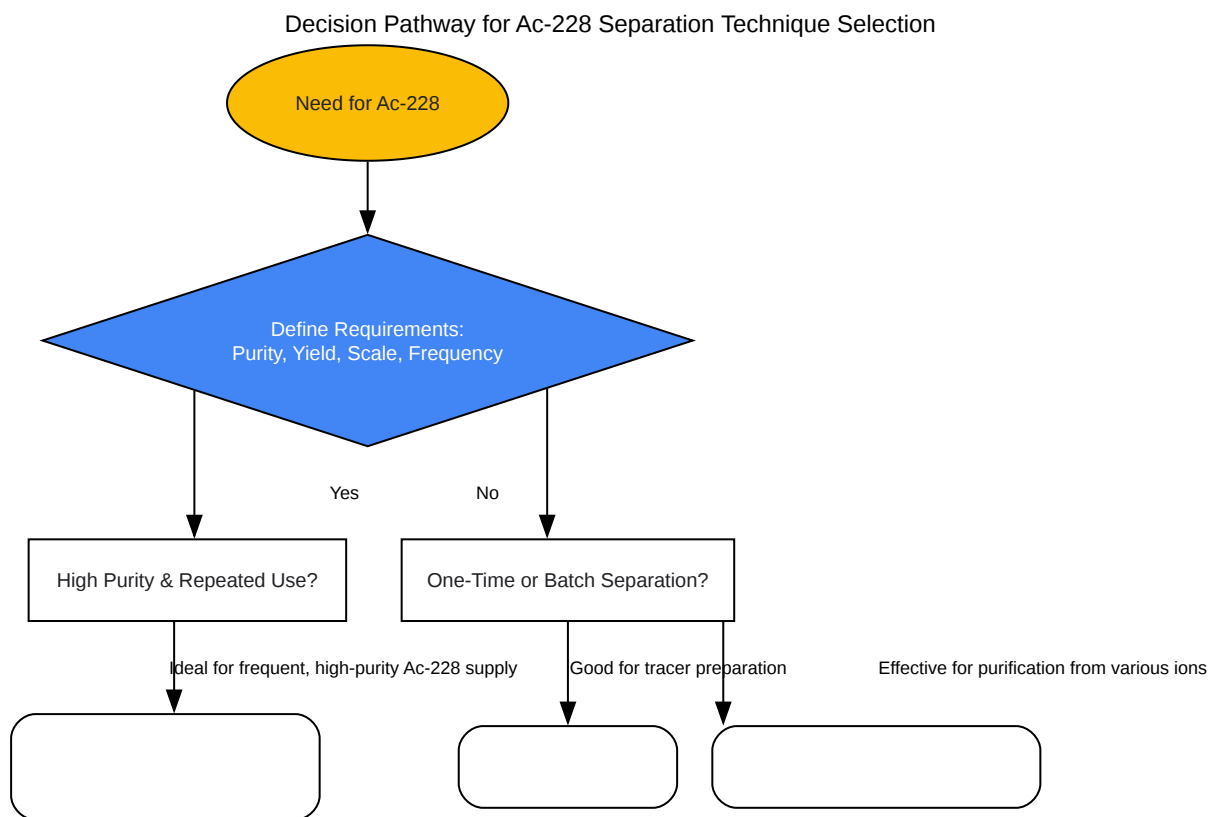 Decision Pathway for Ac-228 Separation Technique Selection
Need for Ac-228
Define Requirements:
Purity, Yield, Scale, Frequency
Yes
No
High Purity & Repeated Use?
One-Time or Batch Separation?
Ideal for frequent, high-purity Ac-228 supply
Good for tracer preparation
Effective for purification from various ions